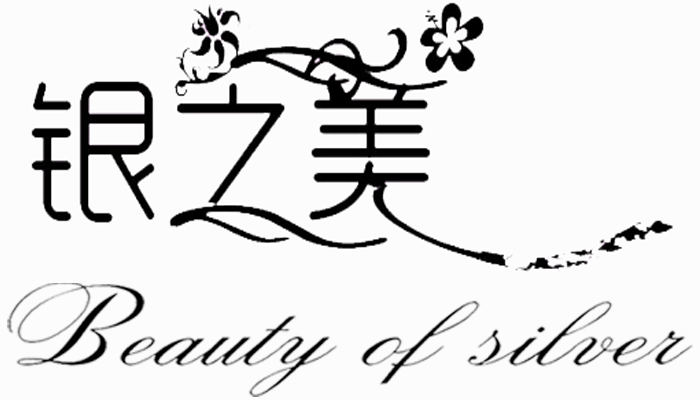 银之美
Beauty of silver